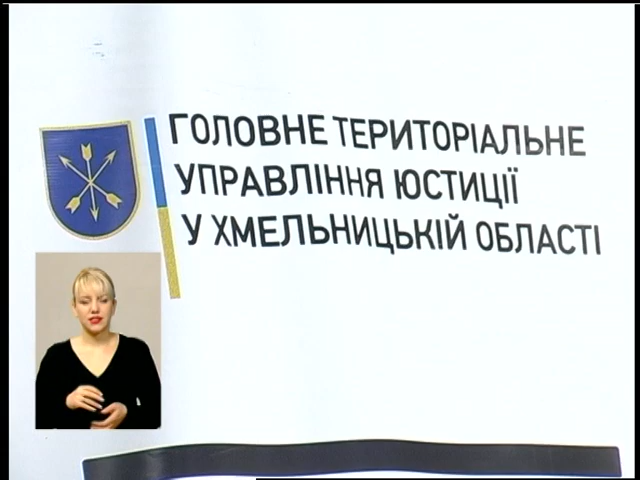 ГОЛОВНЕ ТЕРИТОРІАЛЬНЕ
УПРАВЛІННЯ ЮСТИЦІЇ
У ХМЕЛЬНИЦЬКІЙ ОБЛАСТІ